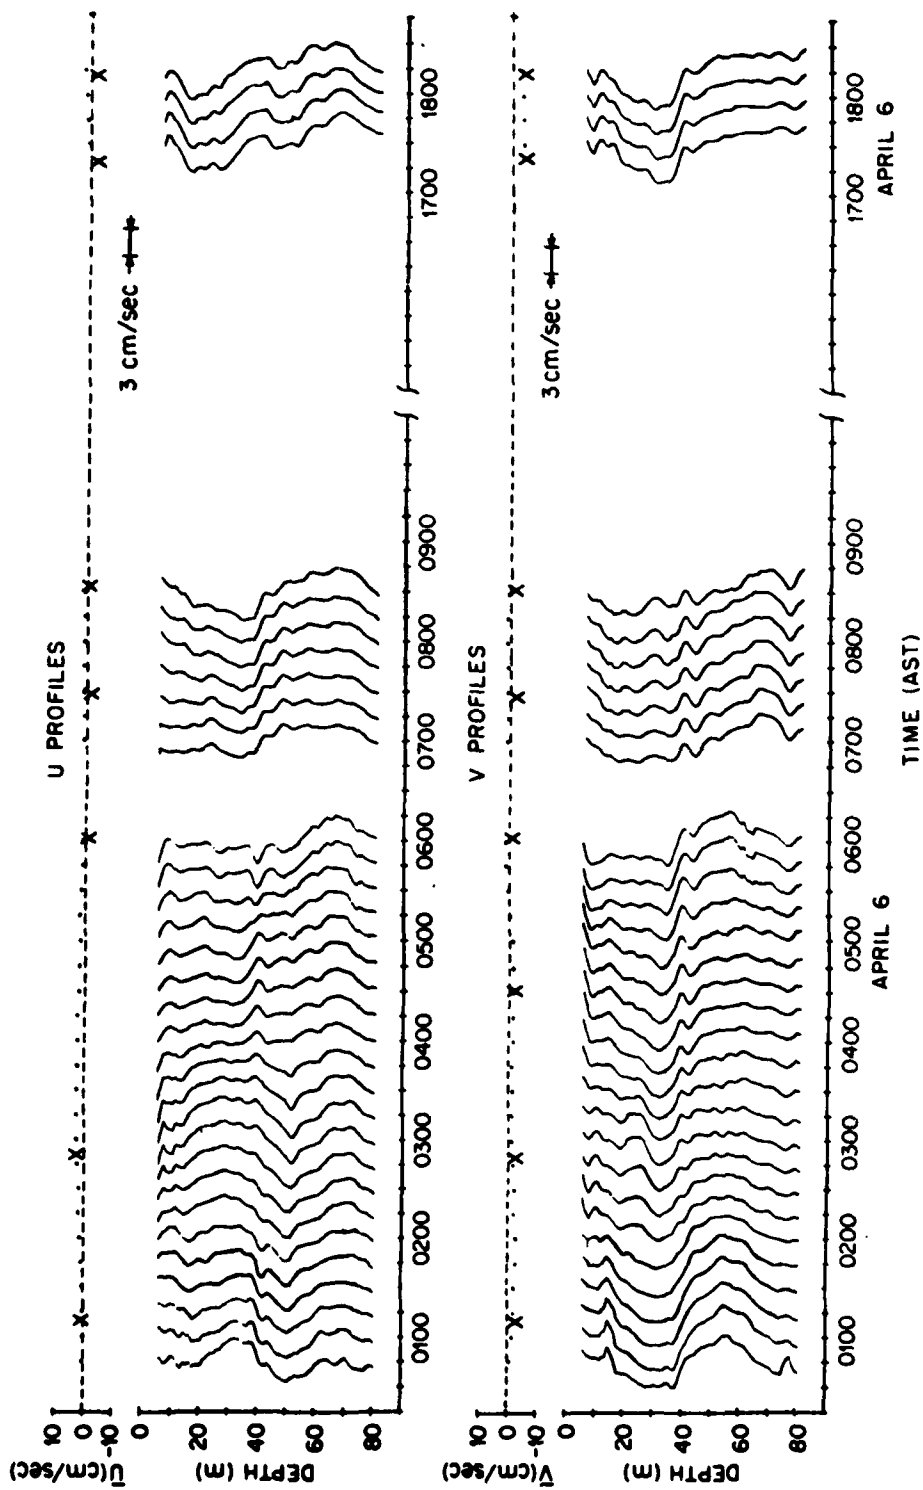 U PROFILES
Ū(cm/sec)
10
0
-10
3 cm/sec
DEPTH (m)
0
20
40
60
80
0100 0200 0300 0400 0500 0600 0700 0800 0900 1700 1800
V PROFILES
V̄(cm/sec)
10
0
-10
3 cm/sec
DEPTH (m)
0
20
40
60
80
0100 0200 0300 0400 0500 0600 0700 0800 0900 1700 1800
APRIL 6 APRIL 6
TIME (AST)